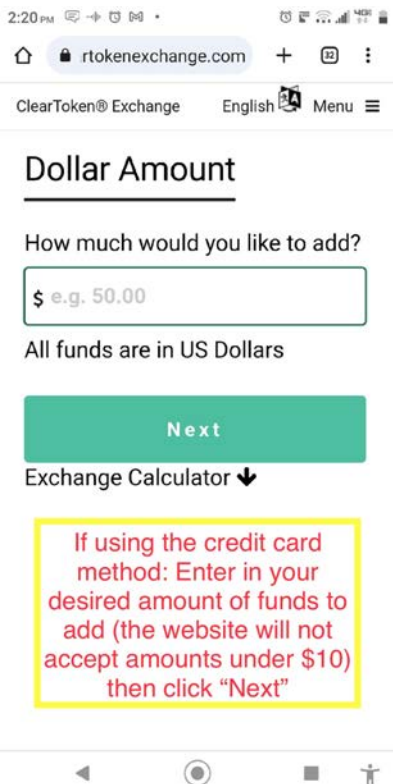 2:20 PM
rtokenexchange.com
32
ClearToken® Exchange English Menu
Dollar Amount
How much would you like to add?
$ e.g. 50.00
All funds are in US Dollars
Next
Exchange Calculator
If using the credit card
method: Enter in your
desired amount of funds to
add (the website will not
accept amounts under $10)
then click “Next”